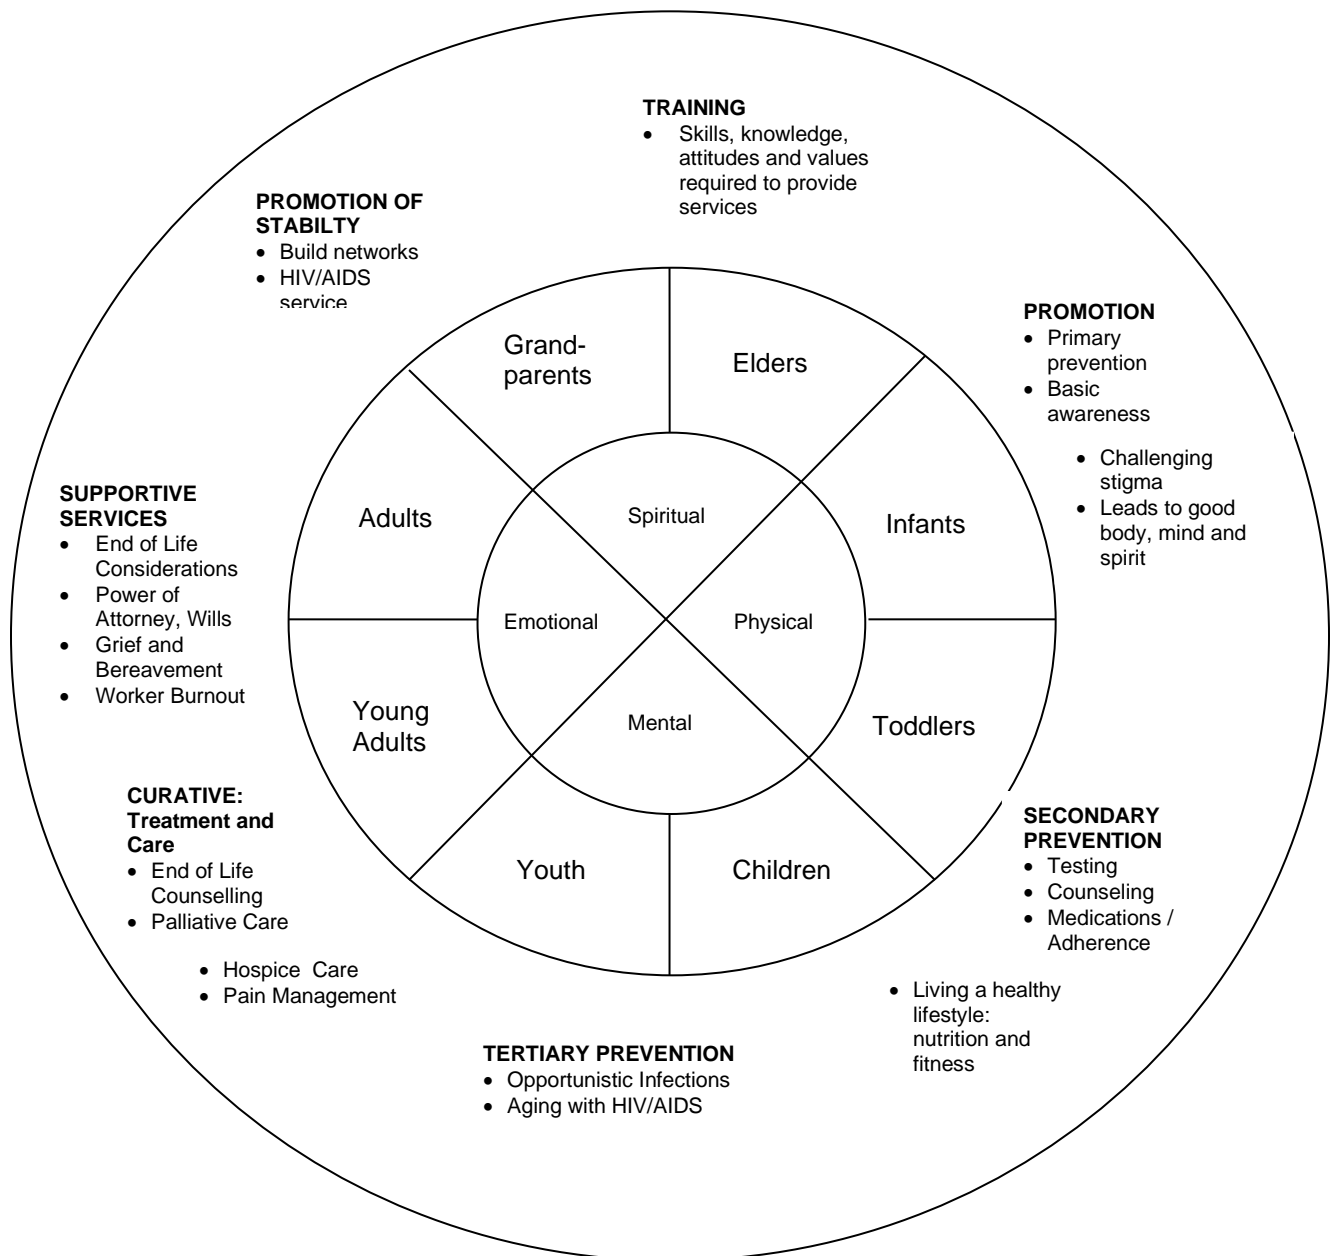 TRAINING
• Skills, knowledge,
attitudes and values
required to provide
services
PROMOTION OF
STABILTY
• Build networks
• HIV/AIDS
service
PROMOTION
• Primary
prevention
• Basic
awareness
• Challenging
stigma
• Leads to good
body, mind and
spirit
SUPPORTIVE
SERVICES
• End of Life
Considerations
• Power of
Attorney, Wills
• Grief and
Bereavement
• Worker Burnout
CURATIVE:
Treatment and
Care
• End of Life
Counselling
• Palliative Care
• Hospice Care
• Pain Management
TERTIARY PREVENTION
• Opportunistic Infections
• Aging with HIV/AIDS
SECONDARY
PREVENTION
• Testing
• Counseling
• Medications /
Adherence
• Living a healthy
lifestyle:
nutrition and
fitness
Grand-
parents
Elders
Adults
Infants
Young
Adults
Toddlers
Youth
Children
Spiritual
Emotional
Physical
Mental